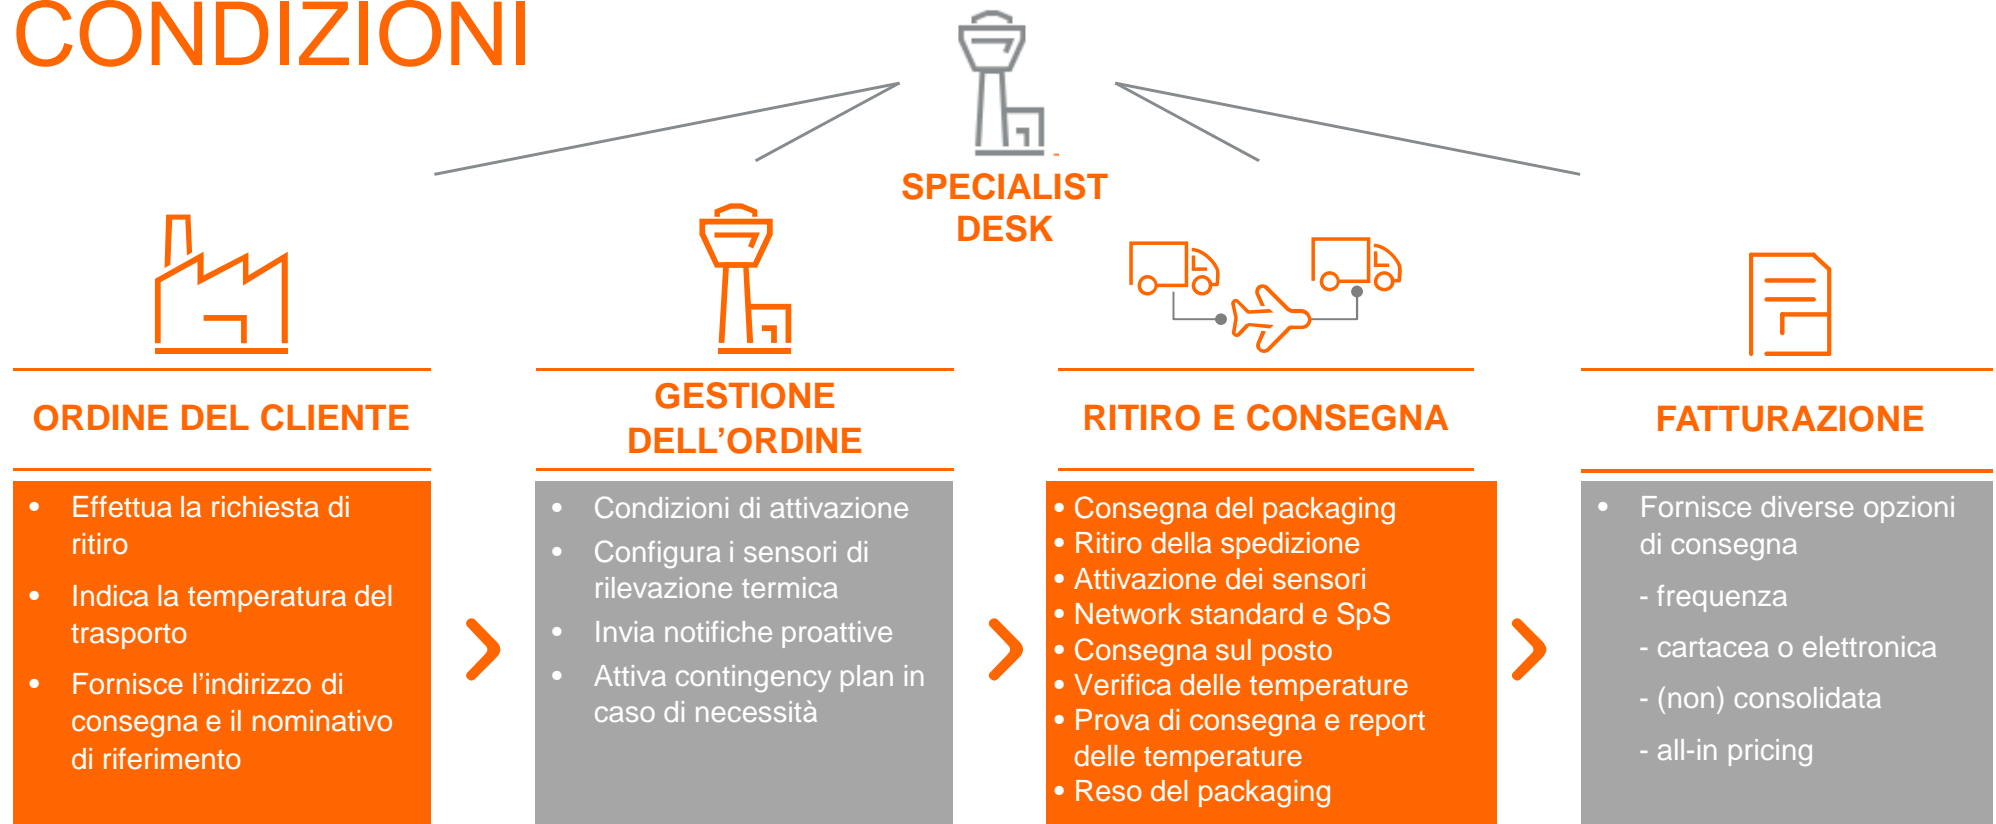 CONDIZIONI
SPECIALIST
DESK
ORDINE DEL CLIENTE
• Effettua la richiesta di
ritiro
• Indica la temperatura del
trasporto
• Fornisce l’indirizzo di
consegna e il nominativo
di riferimento
GESTIONE
DELL’ORDINE
• Condizioni di attivazione
• Configura i sensori di
rilevazione termica
• Invia notifiche proattive
• Attiva contingency plan in
caso di necessità
RITIRO E CONSEGNA
• Consegna del packaging
• Ritiro della spedizione
• Attivazione dei sensori
• Network standard e SpS
• Consegna sul posto
• Verifica delle temperature
• Prova di consegna e report
delle temperature
• Reso del packaging
FATTURAZIONE
• Fornisce diverse opzioni
di consegna
- frequenza
- cartacea o elettronica
- (non) consolidata
- all-in pricing